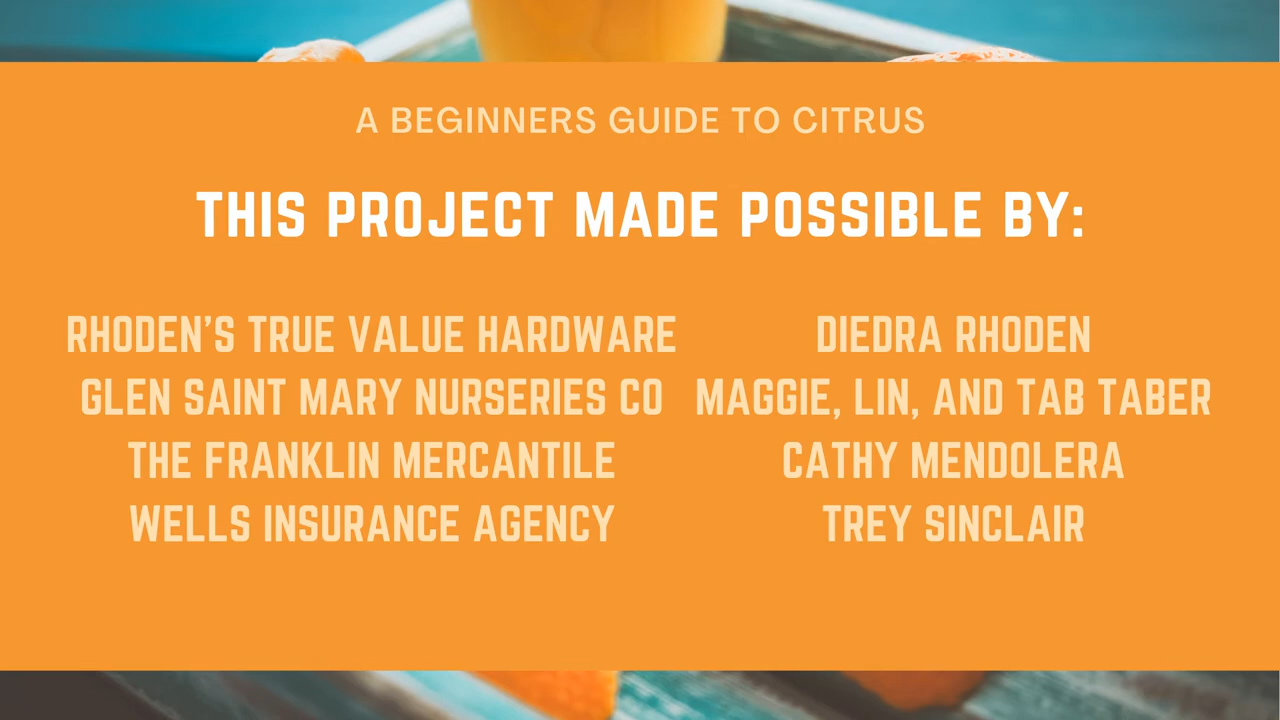 A BEGINNERS GUIDE TO CITRUS
THIS PROJECT MADE POSSIBLE BY:
RHODEN'S TRUE VALUE HARDWARE
GLEN SAINT MARY NURSERIES CO
THE FRANKLIN MERCANTILE
WELLS INSURANCE AGENCY
DIEDRA RHODEN
MAGGIE, LIN, AND TAB TABER
CATHY MENDOLERA
TREY SINCLAIR